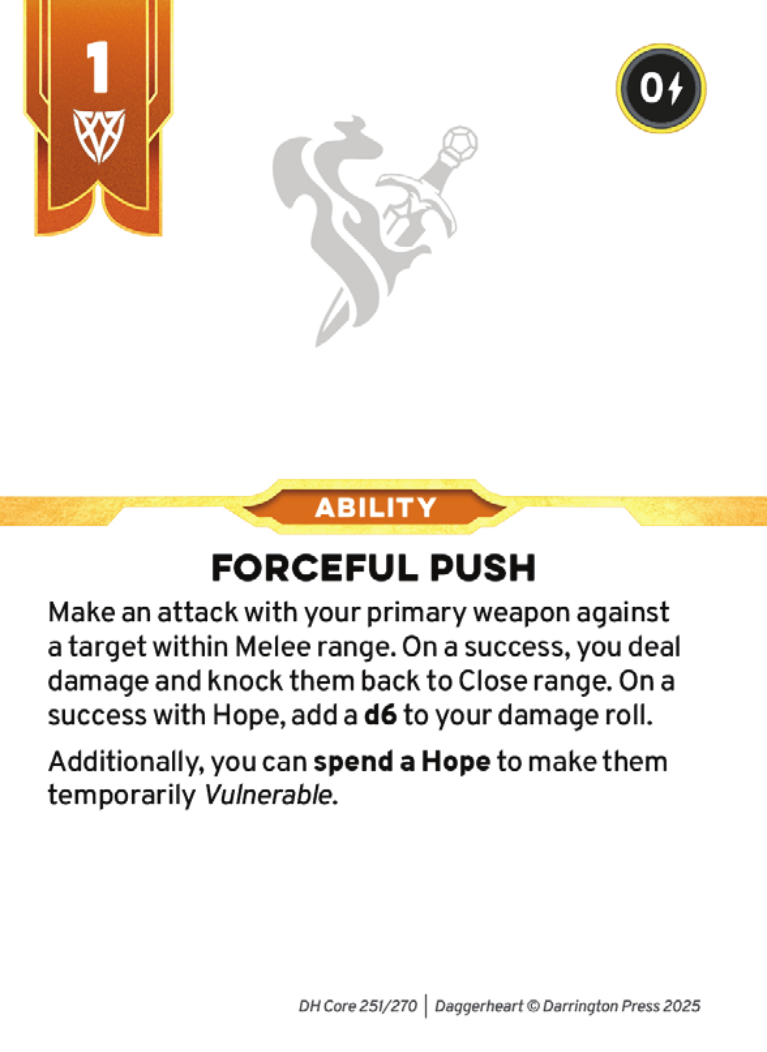 1
0
ABILITY
FORCEFUL PUSH
Make an attack with your primary weapon against
a target within Melee range. On a success, you deal
damage and knock them back to Close range. On a
success with Hope, add a d6 to your damage roll.
Additionally, you can spend a Hope to make them
temporarily Vulnerable.
DH Core 251/270 | Daggerheart © Darrington Press 2025